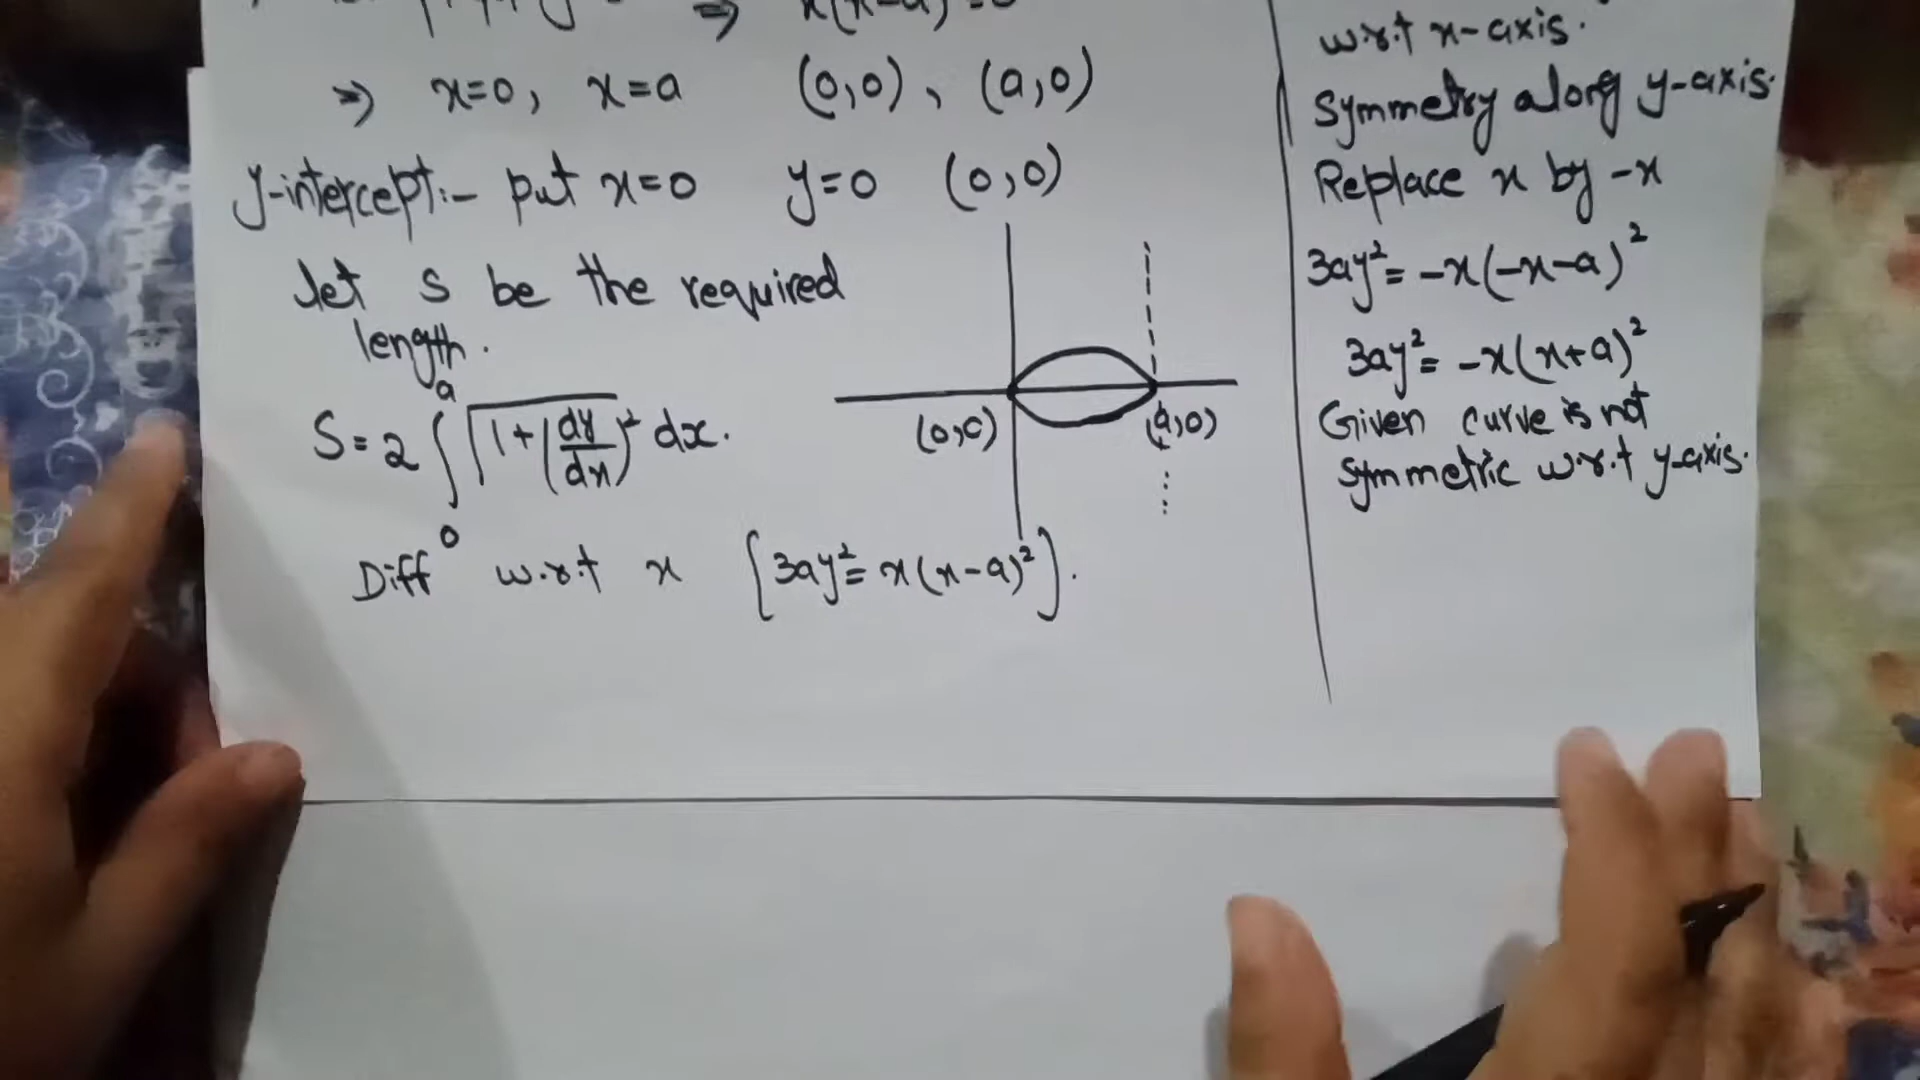 ⇒ x(x-a)=0
⇒ x=0, x=a (0,0), (a,0)
y-intercept:- put x=0 y=0 (0,0)
Let S be the required
length.
S=2∫₀ᵃ √(1+(dy/dx)²) dx.
(0,0) (a,0)
Diff w.r.t x [3ay²=x(x-a)²].
w.r.t x-axis.
Symmetry along y-axis.
Replace x by -x
3ay²= -x(-x-a)²
3ay²= -x(x+a)²
Given curve is not
symmetric w.r.t y-axis.